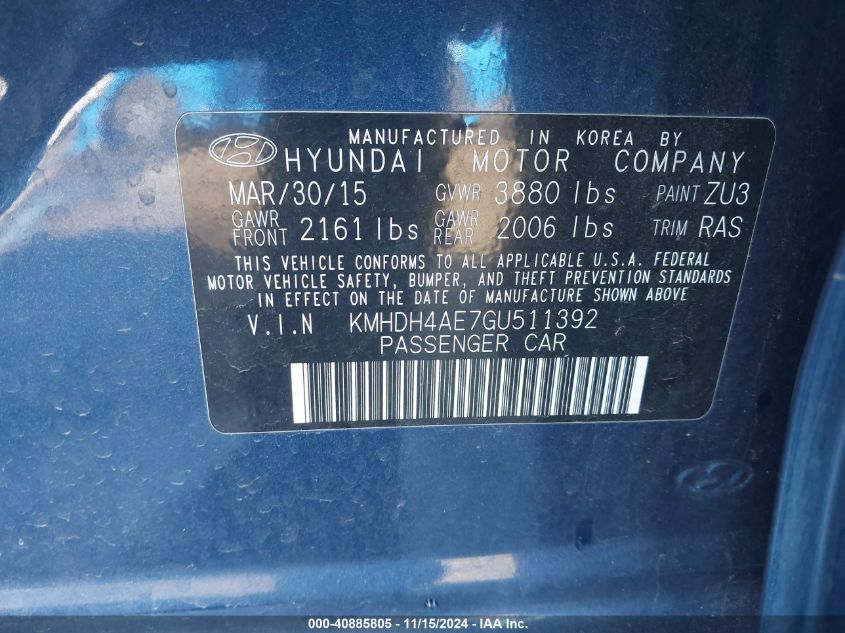 MANUFACTURED IN KOREA BY
HYUNDAI MOTOR COMPANY
MAR/30/15 GVWR 3880 lbs PAINT ZU3
GAWR FRONT 2161 lbs GAWR REAR 2006 lbs TRIM RAS
THIS VEHICLE CONFORMS TO ALL APPLICABLE U.S.A. FEDERAL
MOTOR VEHICLE SAFETY, BUMPER, AND THEFT PREVENTION STANDARDS
IN EFFECT ON THE DATE OF MANUFACTURE SHOWN ABOVE
V.I.N KMHDH4AE7GU511392
PASSENGER CAR
000-40885805 - 11/15/2024 - IAA Inc.